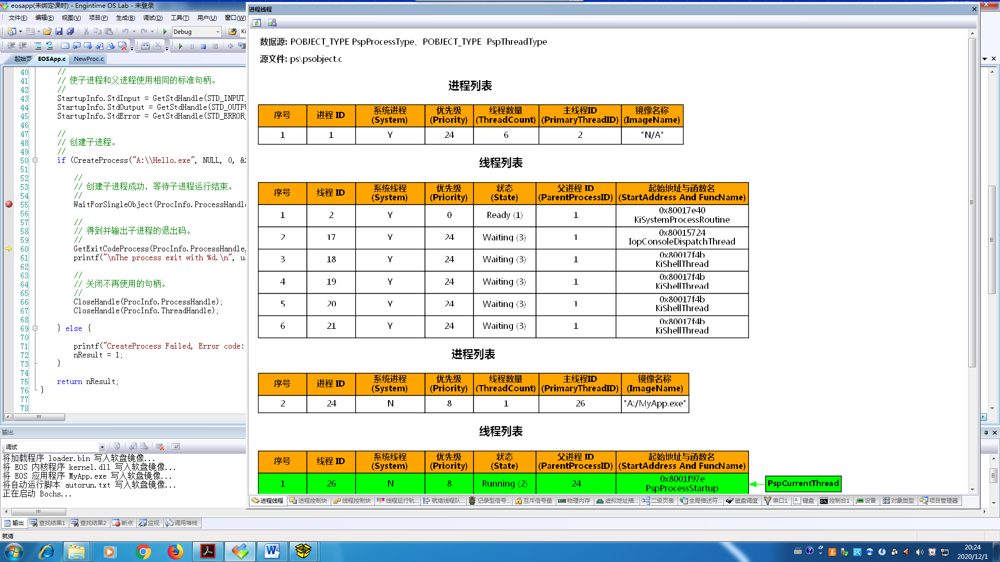 eosapp(未绑定课时) - Engintime OS Lab - 未登录
文件(F) 编辑(E) 视图(V) 项目(P) 生成(B) 调试(D) 工具(T) 用户(U) 窗口(W)
Debug
起始页 EOSApp.c NewProc.c
40 //
41 // 使子进程和父进程使用相同的标准句柄。
42 //
43 StartupInfo.StdInput = GetStdHandle(STD_INPUT_
44 StartupInfo.StdOutput = GetStdHandle(STD_OUTPU
45 StartupInfo.StdError = GetStdHandle(STD_ERROR_
46
47 //
48 // 创建子进程。
49 //
50 if (CreateProcess("A:\\Hello.exe", NULL, 0, &
51
52 //
53 // 创建子进程成功，等待子进程运行结束。
54 //
55 WaitForSingleObject(ProcInfo.ProcessHandle
56
57 //
58 // 得到并输出子进程的退出码。
59 //
60 GetExitCodeProcess(ProcInfo.ProcessHandle,
61 printf("\nThe process exit with %d.\n", ul
62
63 //
64 // 关闭不再使用的句柄。
65 //
66 CloseHandle(ProcInfo.ProcessHandle);
67 CloseHandle(ProcInfo.ThreadHandle);
68
69 } else {
70
71 printf("CreateProcess Failed, Error code:
72 nResult = 1;
73 }
74
75 return nResult;
76 }
77
78
输出
调试
将加载程序 loader.bin 写入软盘镜像...
将 EOS 内核程序 kernel.dll 写入软盘镜像...
将 EOS 应用程序 MyApp.exe 写入软盘镜像...
将自动运行脚本 autorun.txt 写入软盘镜像...
正在启动 Bochs...
输出 查找结果1 查找结果2 断点 监视 调用堆栈
就绪
进程线程
数据源: POBJECT_TYPE PspProcessType、POBJECT_TYPE PspThreadType
源文件: ps\psobject.c
进程列表
序号 进程 ID 系统进程 (System) 优先级 (Priority) 线程数量 (ThreadCount) 主线程ID (PrimaryThreadID) 镜像名称 (ImageName)
1 1 Y 24 6 2 "N/A"
线程列表
序号 线程 ID 系统线程 (System) 优先级 (Priority) 状态 (State) 父进程 ID (ParentProcessID) 起始地址与函数名 (StartAddress And FuncName)
1 2 Y 0 Ready (1) 1 0x80017e40 KiSystemProcessRoutine
2 17 Y 24 Waiting (3) 1 0x80015724 IopConsoleDispatchThread
3 18 Y 24 Waiting (3) 1 0x80017f4b KiShellThread
4 19 Y 24 Waiting (3) 1 0x80017f4b KiShellThread
5 20 Y 24 Waiting (3) 1 0x80017f4b KiShellThread
6 21 Y 24 Waiting (3) 1 0x80017f4b KiShellThread
进程列表
序号 进程 ID 系统进程 (System) 优先级 (Priority) 线程数量 (ThreadCount) 主线程ID (PrimaryThreadID) 镜像名称 (ImageName)
2 24 N 8 1 26 "A:/MyApp.exe"
线程列表
序号 线程 ID 系统线程 (System) 优先级 (Priority) 状态 (State) 父进程 ID (ParentProcessID) 起始地址与函数名 (StartAddress And FuncName)
1 26 N 8 Running (2) 24 0x8001f97e PspProcessStartup
PspCurrentThread
进程线程 进程控制块 线程控制块 线程运行轨... 就绪线程队... 记录型信号... 互斥信号量 物理内存 虚拟地址描... 二级页表 全局描述符... 磁盘调度 串口1 键盘 控制台1 设备 对象类型 项目管理器
20:24
2020/12/1